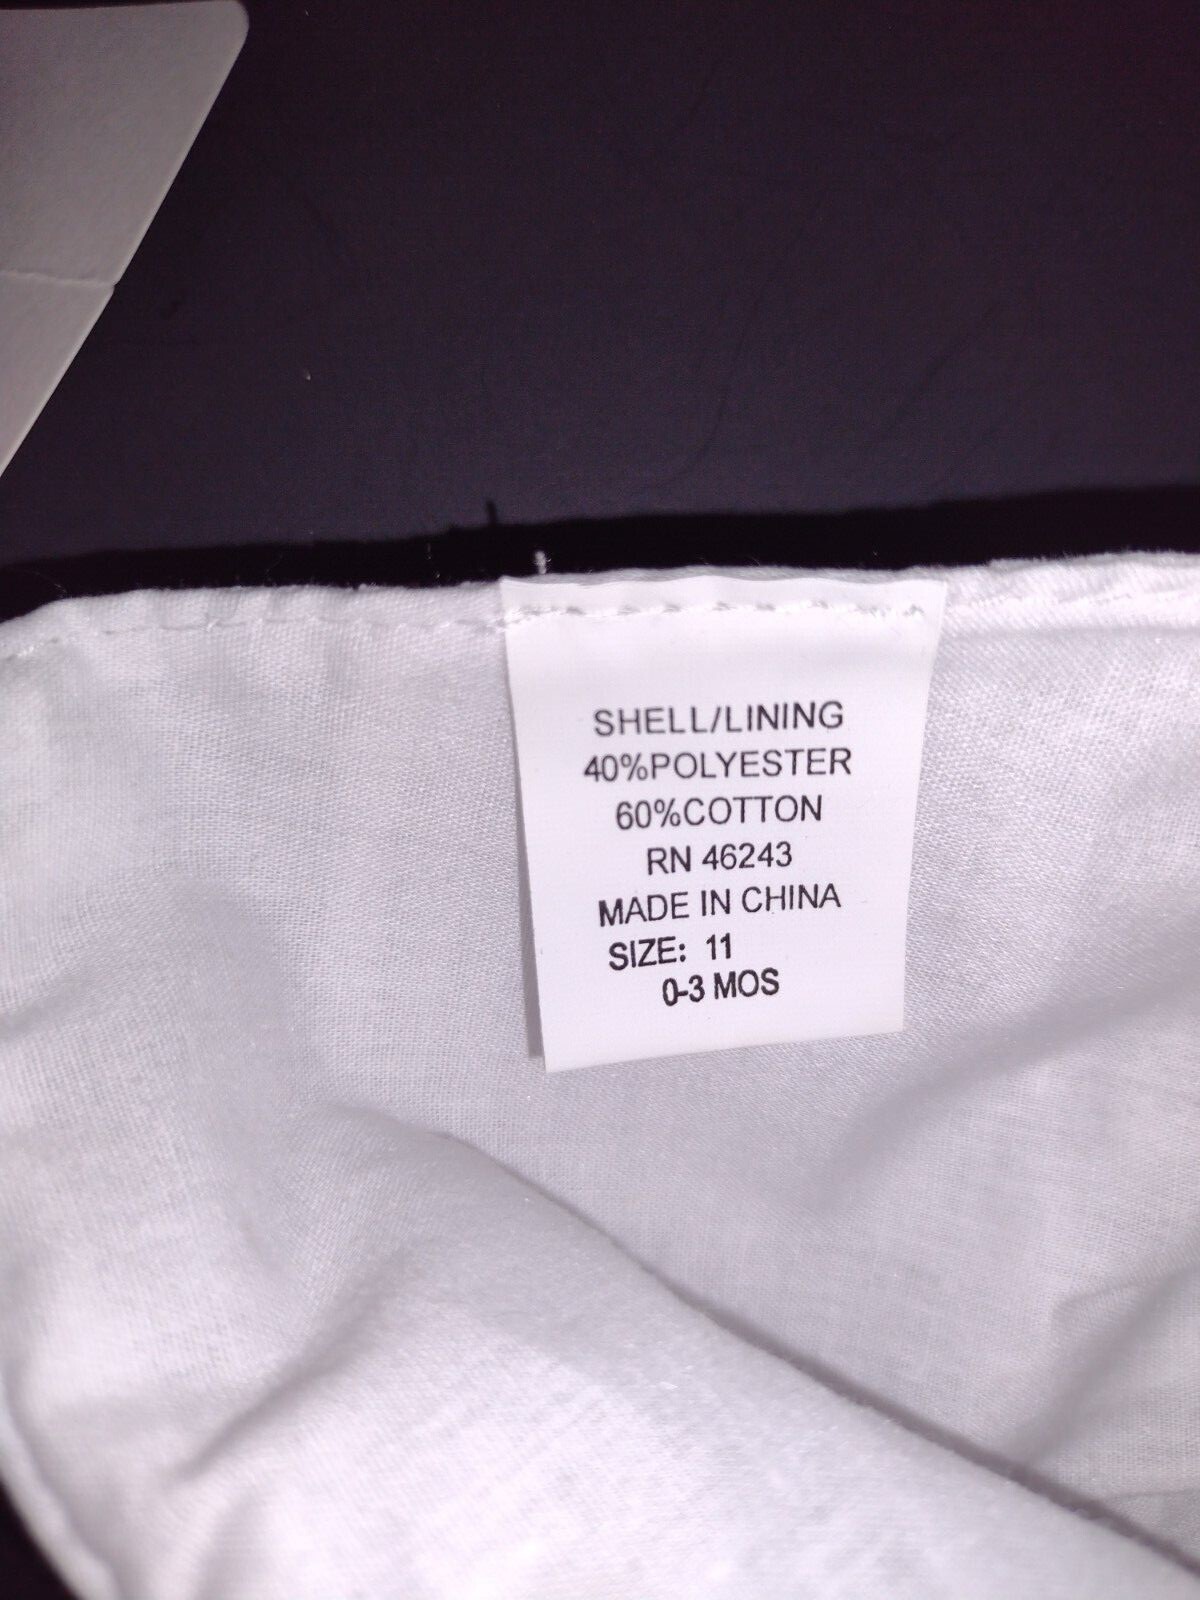 SHELL/LINING
40%POLYESTER
60%COTTON
RN 46243
MADE IN CHINA
SIZE: 11
0-3 MOS